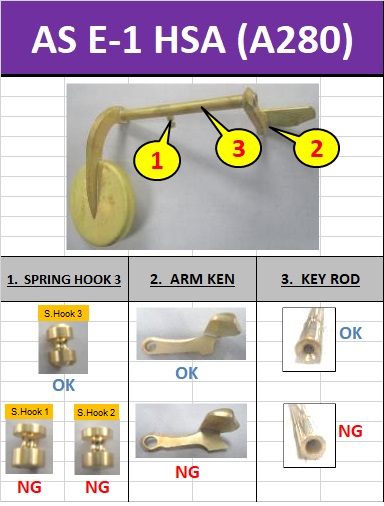 AS E-1 HSA (A280)
1
3
2
1. SPRING HOOK 3
2. ARM KEN
3. KEY ROD
S.Hook 3
OK
OK
OK
S.Hook 1
S.Hook 2
NG
NG
NG
NG